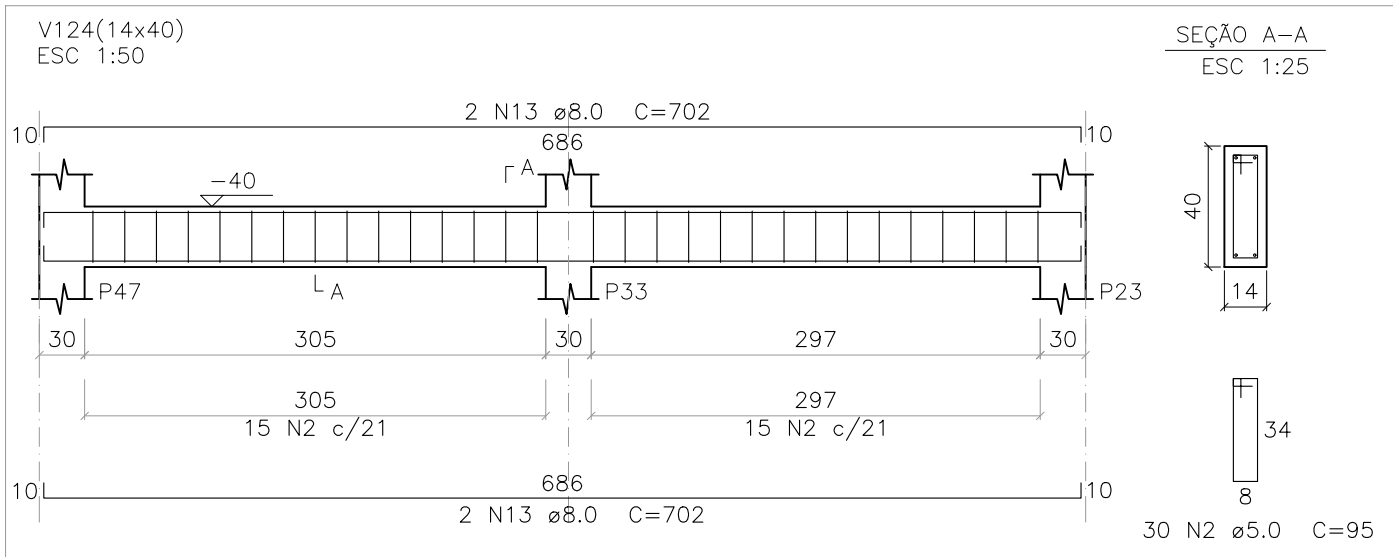 V124(14x40)
ESC 1:50
SEÇÃO A-A
ESC 1:25
2 N13 ø8.0 C=702
10
686
10
A
-40
A
P47
P33
P23
30
305
30
297
30
305
297
15 N2 c/21
15 N2 c/21
10
686
10
2 N13 ø8.0 C=702
40
14
34
8
30 N2 ø5.0 C=95